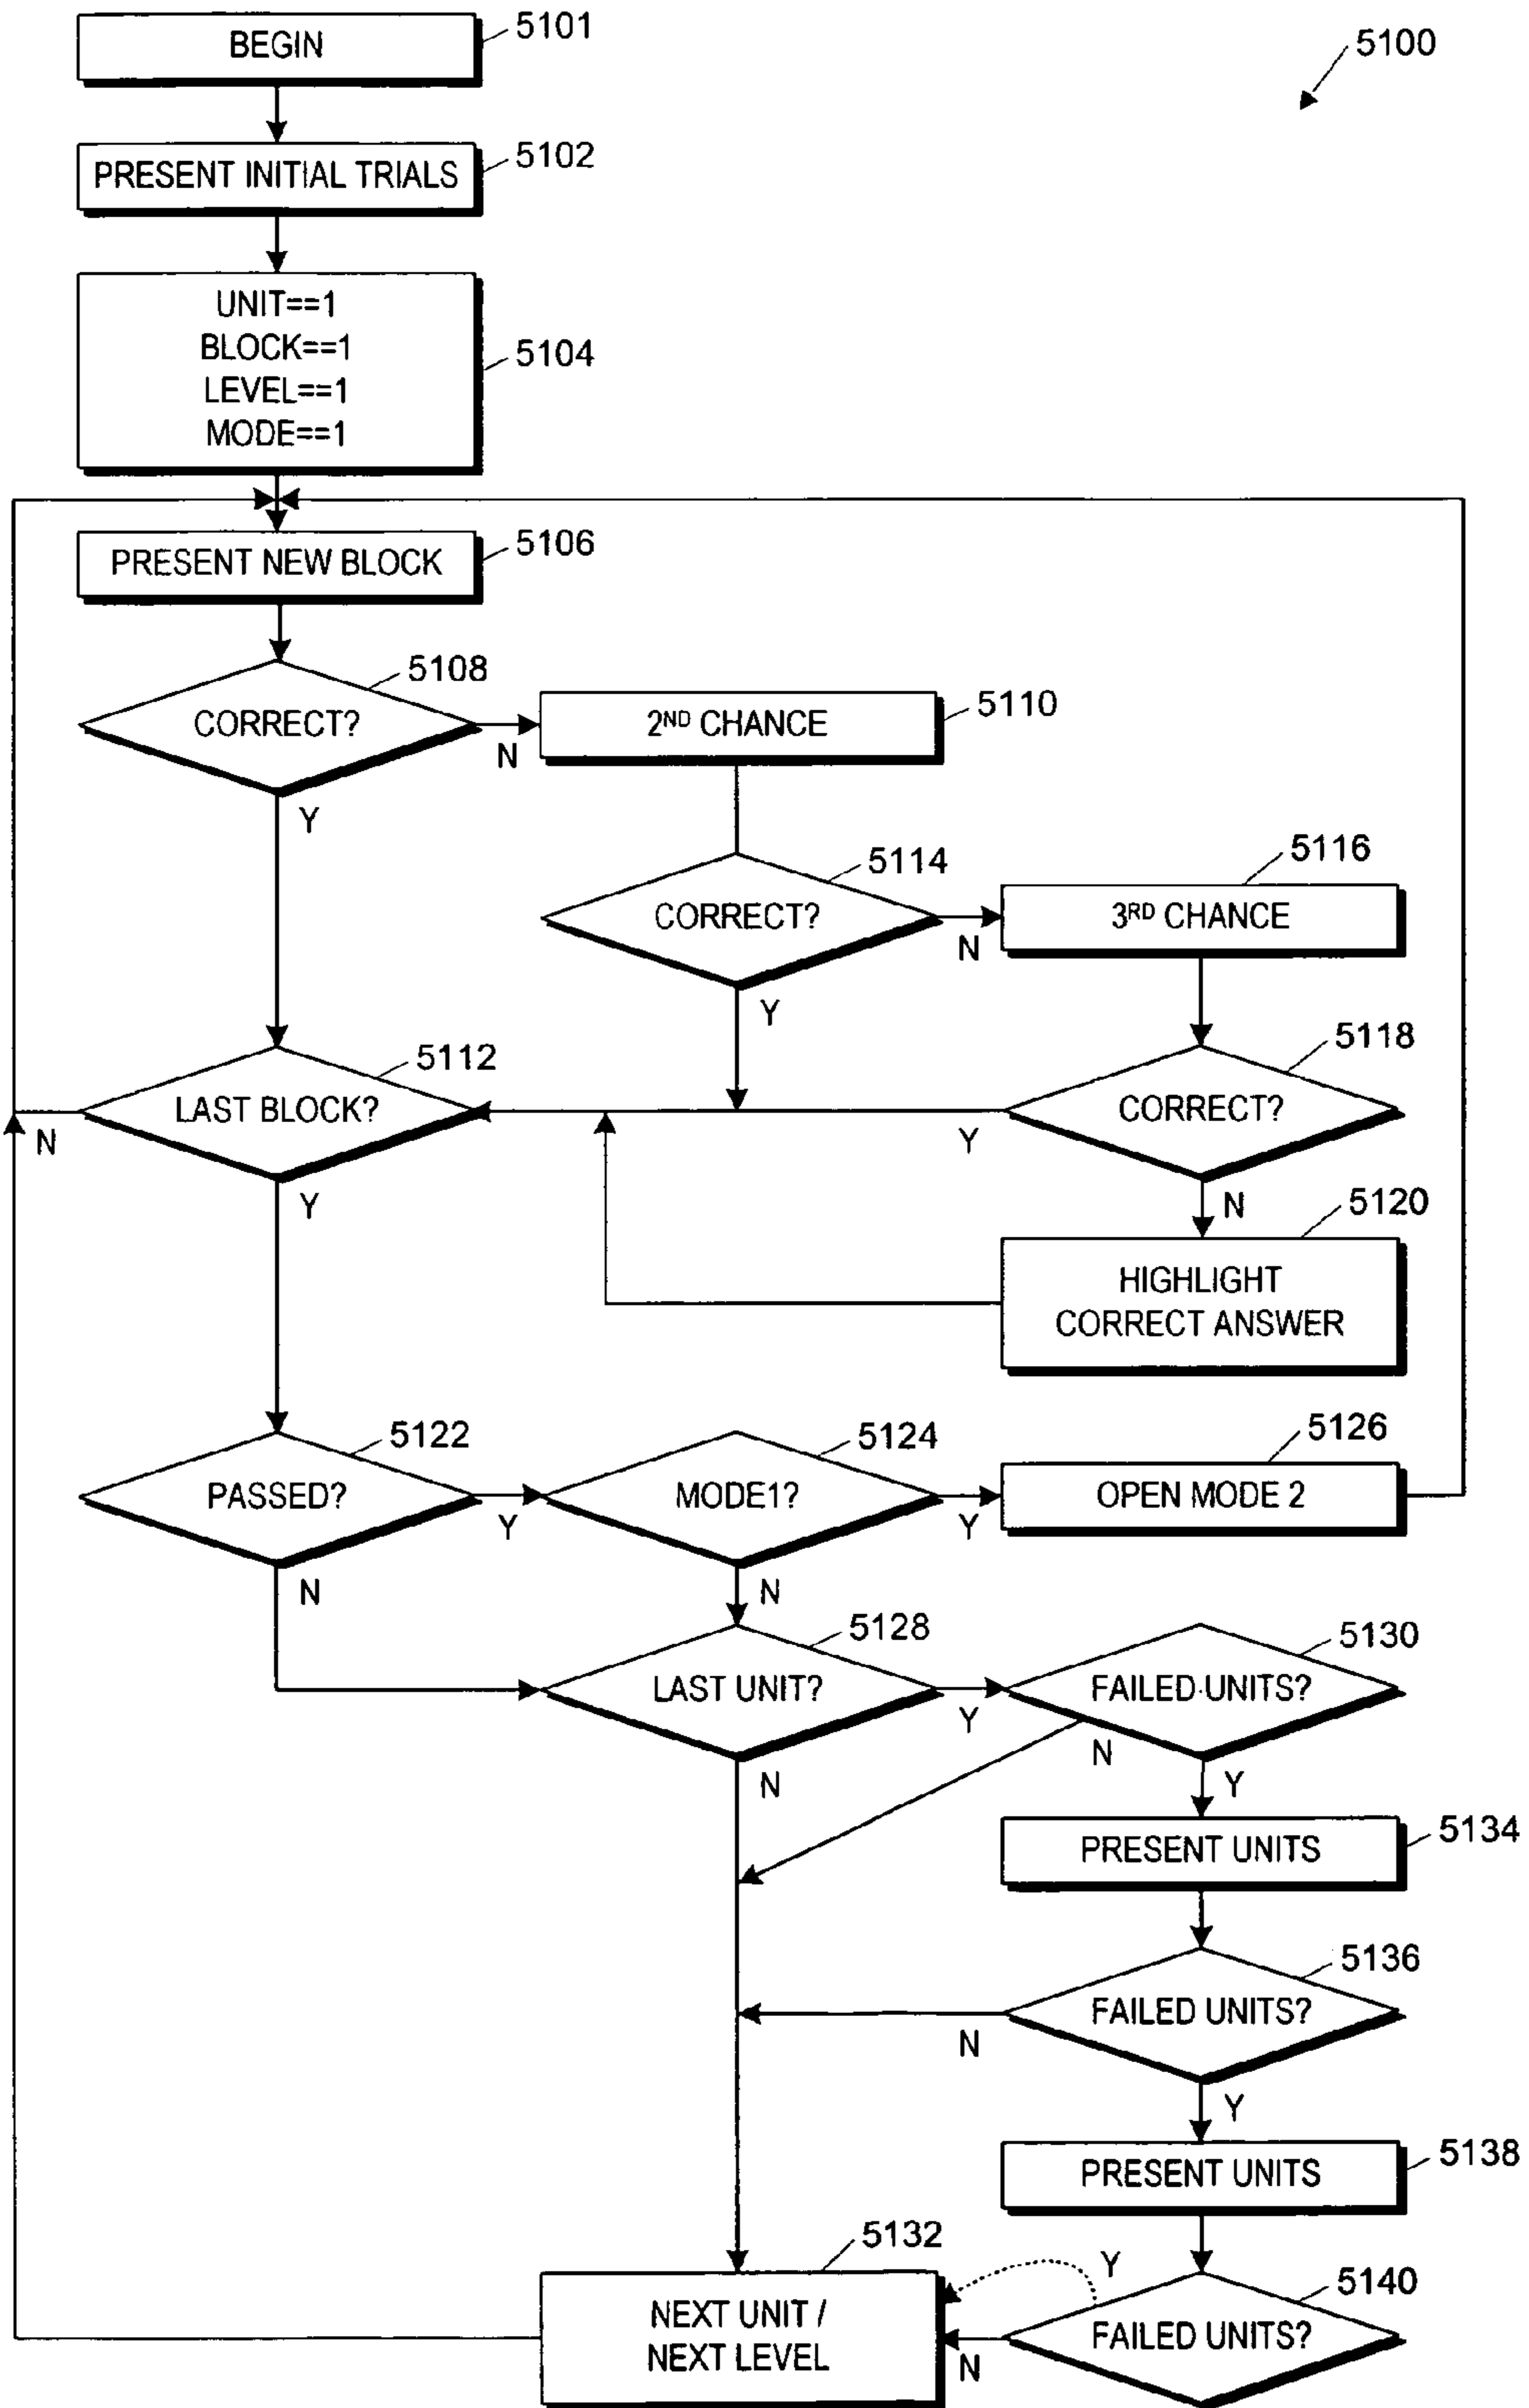 BEGIN
5101
5100
PRESENT INITIAL TRIALS
5102
UNIT==1
BLOCK==1
LEVEL==1
MODE==1
5104
PRESENT NEW BLOCK
5106
CORRECT?
5108
N
Y
2ND CHANCE
5110
CORRECT?
5114
N
Y
3RD CHANCE
5116
CORRECT?
5118
Y
N
HIGHLIGHT
CORRECT ANSWER
5120
LAST BLOCK?
5112
N
Y
PASSED?
5122
Y
N
MODE1?
5124
Y
N
OPEN MODE 2
5126
LAST UNIT?
5128
Y
N
FAILED UNITS?
5130
N
Y
PRESENT UNITS
5134
FAILED UNITS?
5136
N
Y
PRESENT UNITS
5138
FAILED UNITS?
5140
Y
N
NEXT UNIT /
NEXT LEVEL
5132